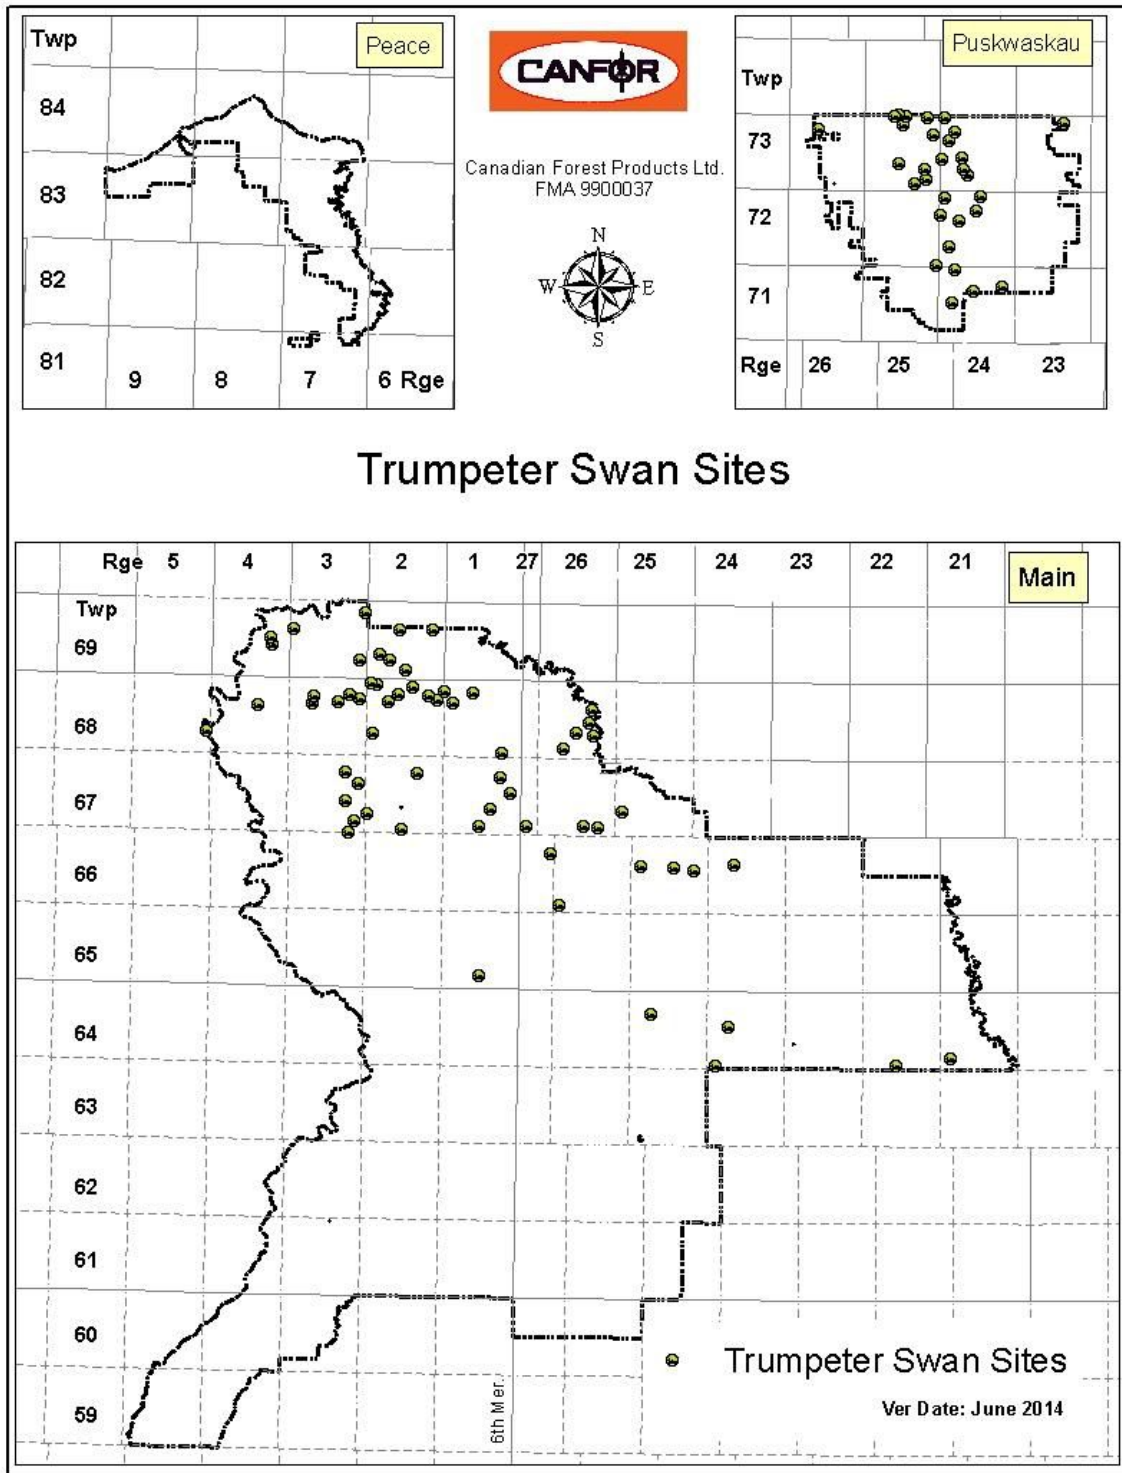 Twp
Peace
84
83
82
81
9 8 7 6 Rge
CANFOR
Canadian Forest Products Ltd.
FMA 9900037
N
W E
S
Puskwaskau
Twp
73
72
71
Rge 26 25 24 23
Trumpeter Swan Sites
Rge 5 4 3 2 1 27 26 25 24 23 22 21
Main
Twp
69
68
67
66
65
64
63
62
61
60
59
6th Mer.
Trumpeter Swan Sites
Ver Date: June 2014